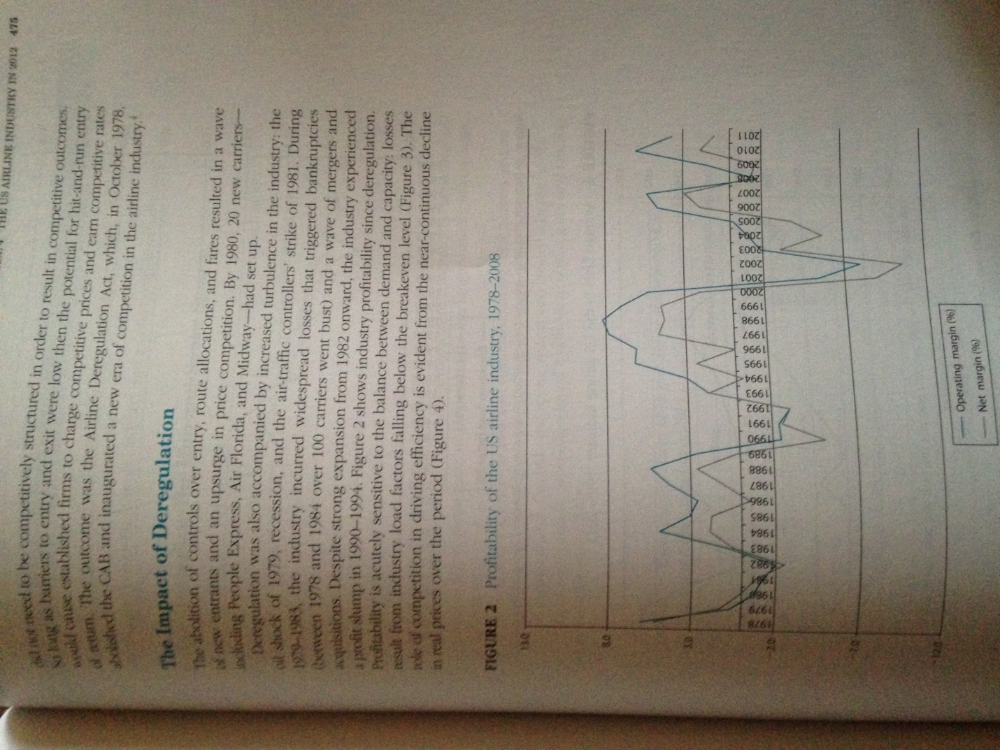 THE US AIRLINE INDUSTRY IN 2012 475
did not need to be competitively structured in order to result in competitive outcomes.
So long as barriers to entry and exit were low then the potential for hit-and-run entry
would cause established firms to charge competitive prices and earn competitive rates
of return. The outcome was the Airline Deregulation Act, which, in October 1978,
abolished the CAB and inaugurated a new era of competition in the airline industry.⁴
The Impact of Deregulation
The abolition of controls over entry, route allocations, and fares resulted in a wave
of new entrants and an upsurge in price competition. By 1980, 20 new carriers—
including People Express, Air Florida, and Midway—had set up.
Deregulation was also accompanied by increased turbulence in the industry: the
oil shock of 1979, recession, and the air-traffic controllers' strike of 1981. During
1979–1983, the industry incurred widespread losses that triggered bankruptcies
(between 1978 and 1984 over 100 carriers went bust) and a wave of mergers and
acquisitions. Despite strong expansion from 1982 onward, the industry experienced
a profit slump in 1990–1994. Figure 2 shows industry profitability since deregulation.
Profitability is acutely sensitive to the balance between demand and capacity: losses
result from industry load factors falling below the breakeven level (Figure 3). The
role of competition in driving efficiency is evident from the near-continuous decline
in real prices over the period (Figure 4).
FIGURE 2 Profitability of the US airline industry, 1978–2008
13.0
8.0
3.0
-2.0
-7.0
-12.0
1978 1979 1980 1981 1982 1983 1984 1985 1986 1987 1988 1989 1990 1991 1992 1993 1994 1995 1996 1997 1998 1999 2000 2001 2002 2003 2004 2005 2006 2007 2008 2009 2010 2011
Operating margin (%)
Net margin (%)